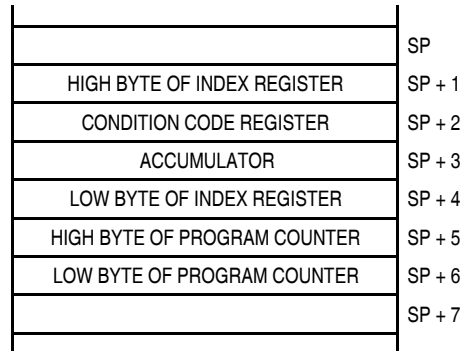 SP
HIGH BYTE OF INDEX REGISTER SP + 1
CONDITION CODE REGISTER SP + 2
ACCUMULATOR SP + 3
LOW BYTE OF INDEX REGISTER SP + 4
HIGH BYTE OF PROGRAM COUNTER SP + 5
LOW BYTE OF PROGRAM COUNTER SP + 6
SP + 7